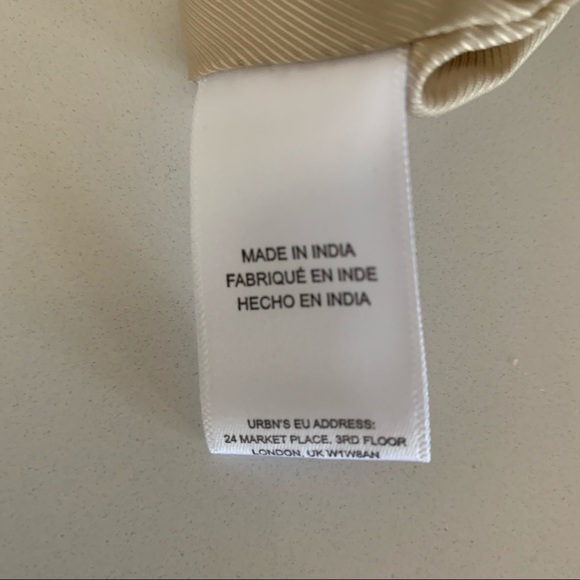 MADE IN INDIA
FABRIQUÉ EN INDE
HECHO EN INDIA
URBN'S EU ADDRESS:
24 MARKET PLACE, 3RD FLOOR
LONDON, UK W1W8AN